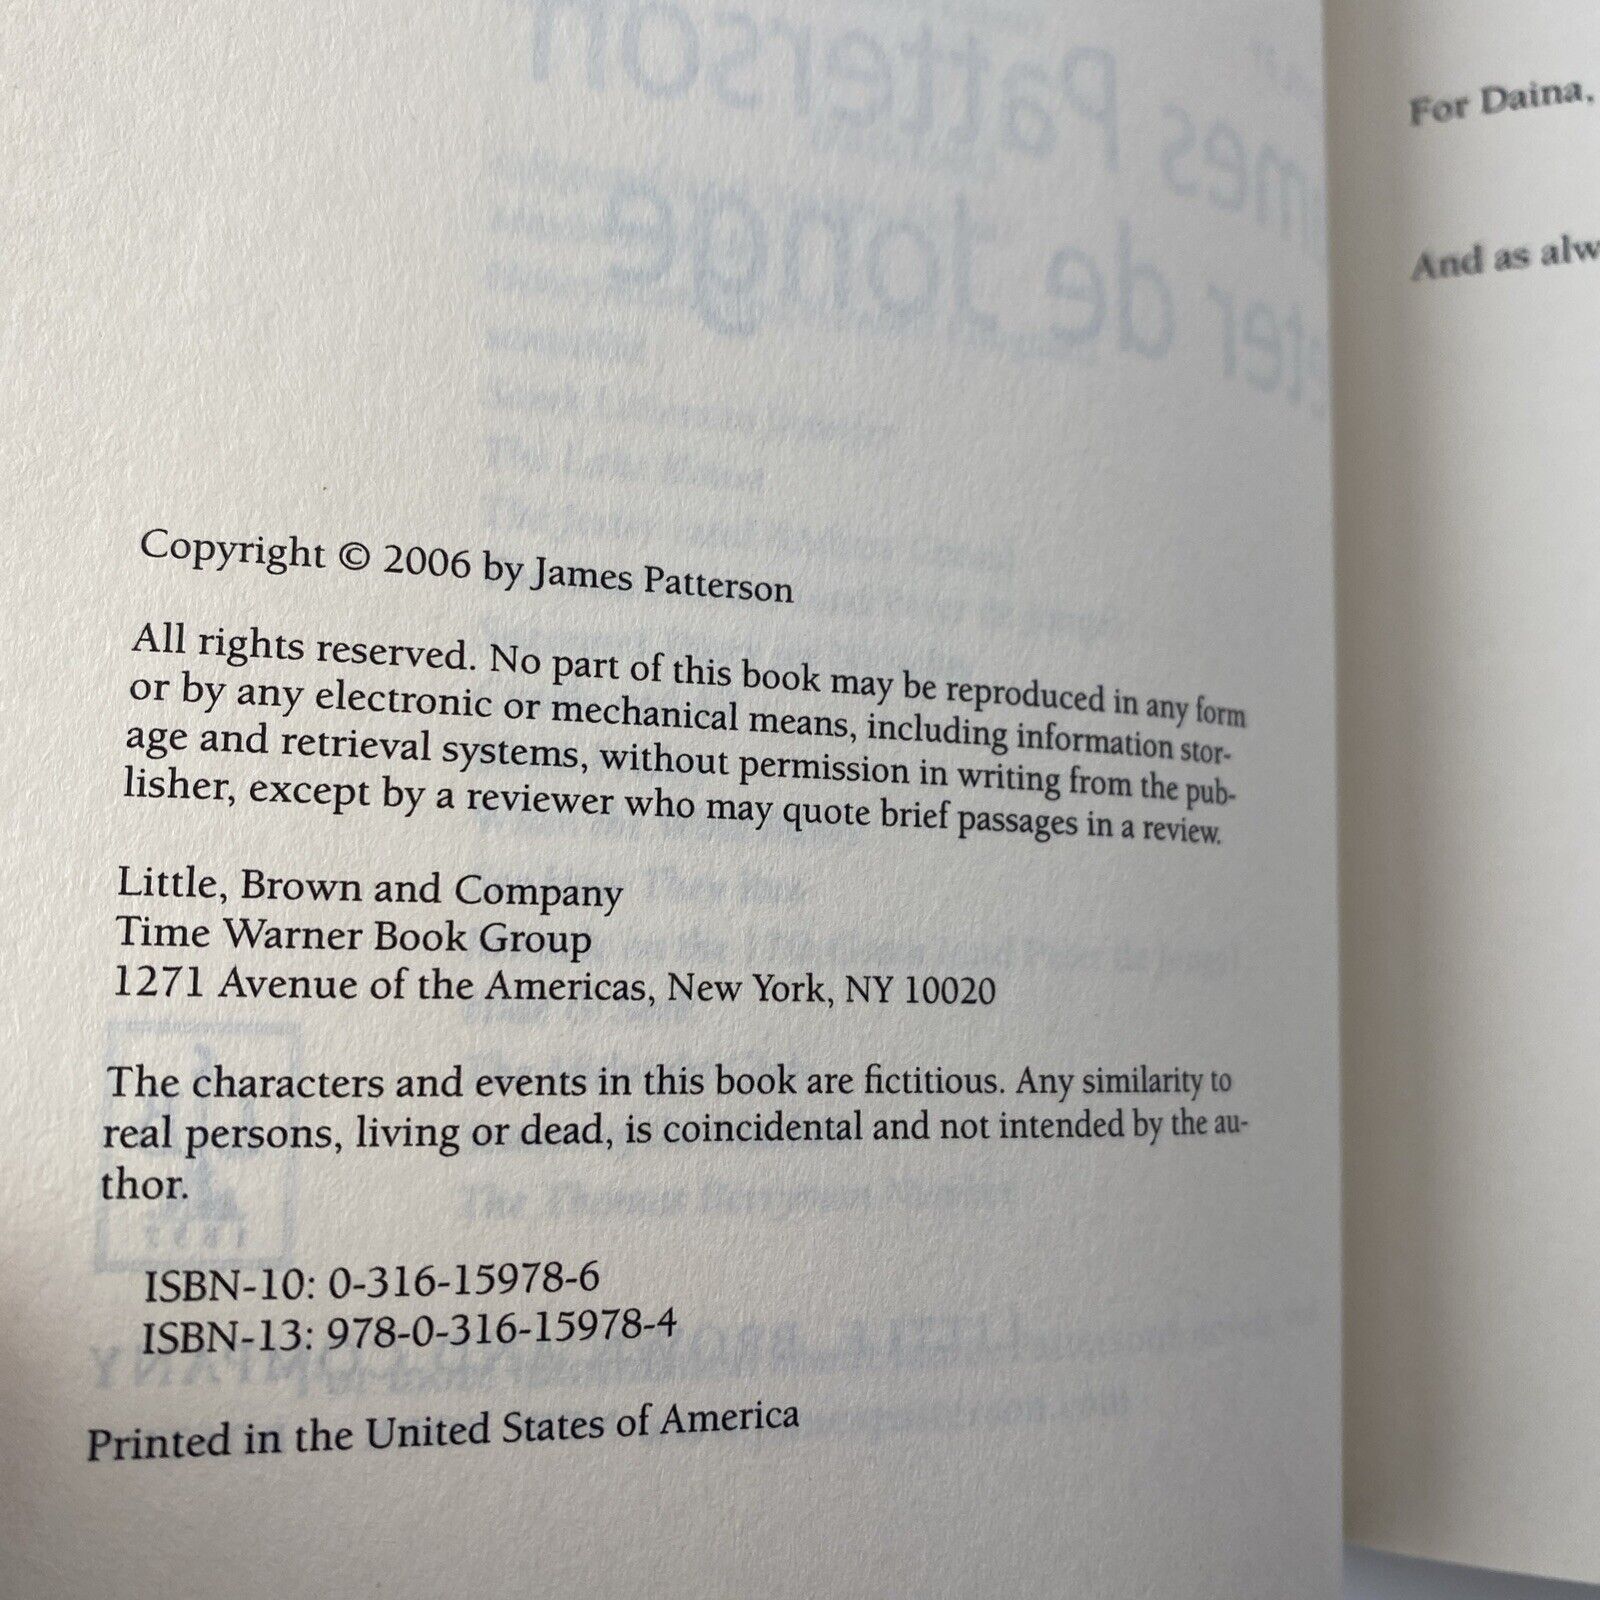 Copyright © 2006 by James Patterson
All rights reserved. No part of this book may be reproduced in any form
or by any electronic or mechanical means, including information stor-
age and retrieval systems, without permission in writing from the pub-
lisher, except by a reviewer who may quote brief passages in a review.
Little, Brown and Company
Time Warner Book Group
1271 Avenue of the Americas, New York, NY 10020
The characters and events in this book are fictitious. Any similarity to
real persons, living or dead, is coincidental and not intended by the au-
thor.
ISBN-10: 0-316-15978-6
ISBN-13: 978-0-316-15978-4
Printed in the United States of America
For Daina,
And as alw